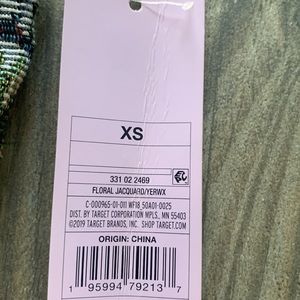 XS
331 02 2469
FLORAL JACQUARD/YERWX
C-000965-01-011 WF18_50A01-0025
DIST. BY TARGET CORPORATION MPLS, MN 55403
©2019 TARGET BRANDS, INC. SHOP TARGET.COM
ORIGIN: CHINA
1 95994 79213 7